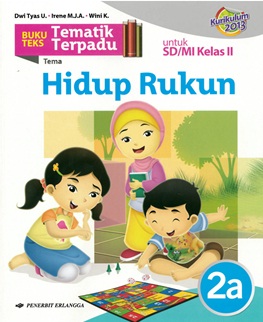 Dwi Tyas U. - Irene M.J.A. - Wini K.
BUKU TEKS
Tematik Terpadu
untuk
SD/MI Kelas II
Kurikulum 2013
Tema
Hidup Rukun
2a
PENERBIT ERLANGGA